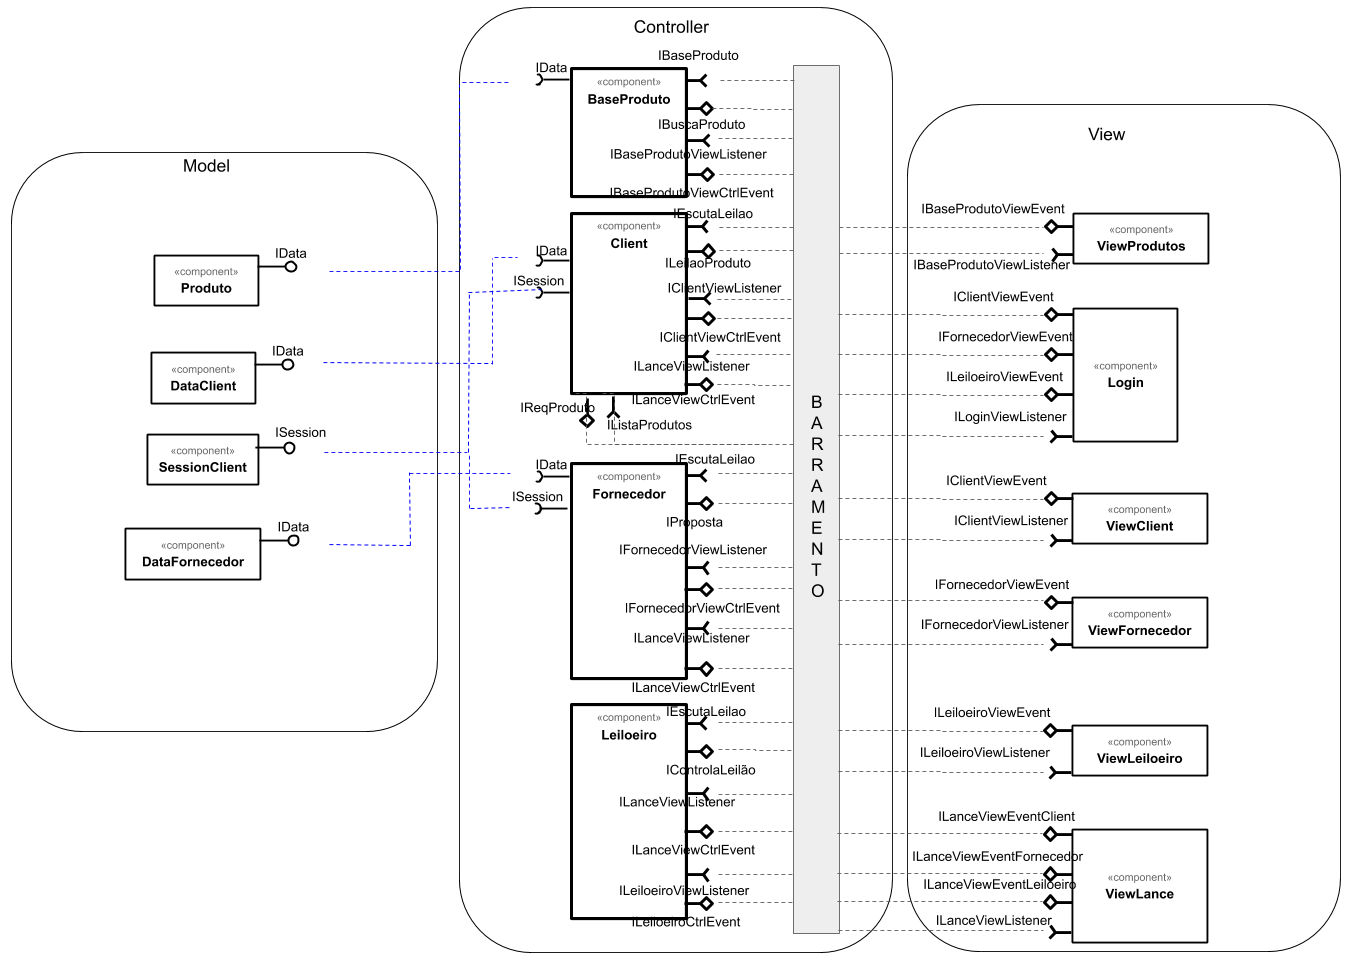 Model
«component»
Produto
IData
«component»
DataClient
IData
«component»
SessionClient
ISession
«component»
DataFornecedor
IData
Controller
IData
«component»
BaseProduto
IBaseProduto
IBuscaProduto
IBaseProdutoViewListener
IBaseProdutoViewCtrlEvent
IData
ISession
«component»
Client
IEscutaLeilao
ILeilaoProduto
IClientViewListener
IClientViewCtrlEvent
ILanceViewListener
ILanceViewCtrlEvent
IReqProduto
IListaProdutos
IData
ISession
«component»
Fornecedor
IEscutaLeilao
IProposta
IFornecedorViewListener
IFornecedorViewCtrlEvent
ILanceViewListener
ILanceViewCtrlEvent
«component»
Leiloeiro
IEscutaLeilao
IControlaLeilão
ILanceViewListener
ILanceViewCtrlEvent
ILeiloeiroViewListener
ILeiloeiroCtrlEvent
BARRAMENTO
View
IBaseProdutoViewEvent
IBaseProdutoViewListener
«component»
ViewProdutos
IClientViewEvent
IFornecedorViewEvent
ILeiloeiroViewEvent
ILoginViewListener
«component»
Login
IClientViewEvent
IClientViewListener
«component»
ViewClient
IFornecedorViewEvent
IFornecedorViewListener
«component»
ViewFornecedor
ILeiloeiroViewEvent
ILeiloeiroViewListener
«component»
ViewLeiloeiro
ILanceViewEventClient
ILanceViewEventFornecedor
ILanceViewEventLeiloeiro
ILanceViewListener
«component»
ViewLance